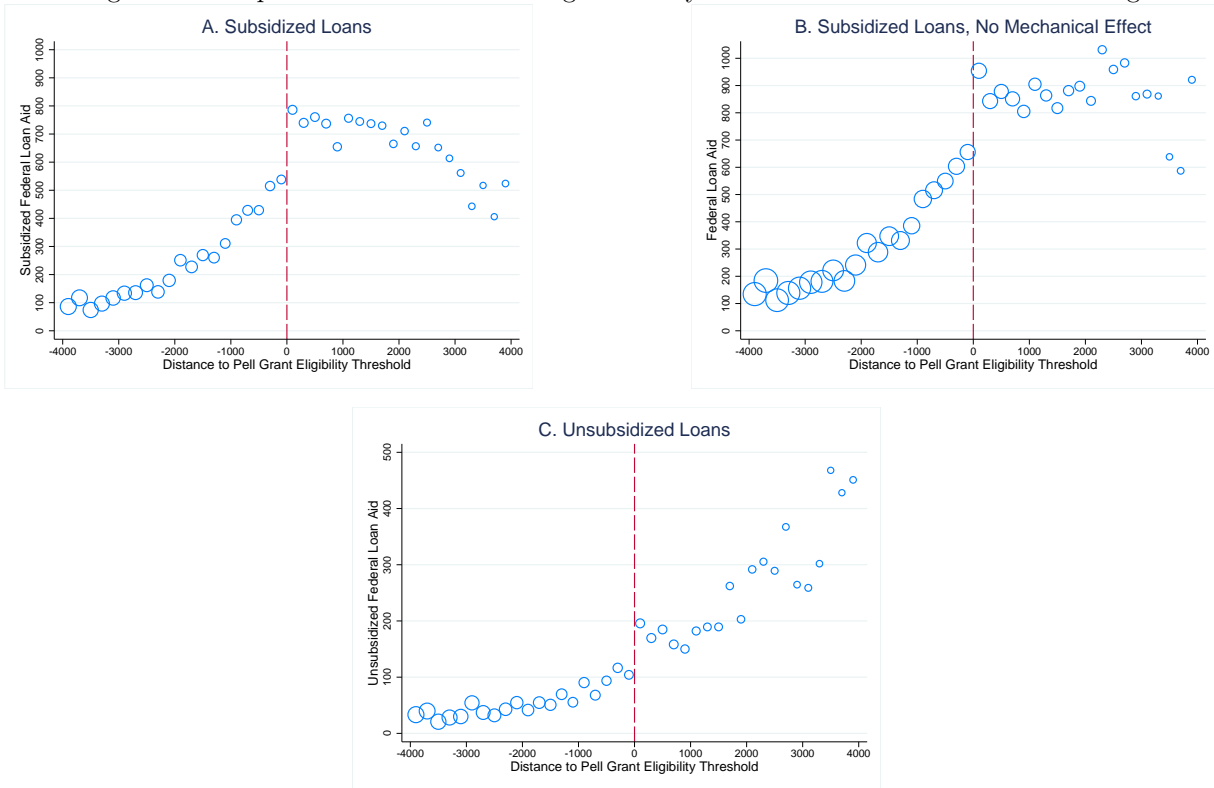 A. Subsidized Loans
Subsidized Federal Loan Aid
1000
900
800
700
600
500
400
300
200
100
0
-4000 -3000 -2000 -1000 0 1000 2000 3000 4000
Distance to Pell Grant Eligibility Threshold
B. Subsidized Loans, No Mechanical Effect
Federal Loan Aid
1000
900
800
700
600
500
400
300
200
100
0
-4000 -3000 -2000 -1000 0 1000 2000 3000 4000
Distance to Pell Grant Eligibility Threshold
C. Unsubsidized Loans
Unsubsidized Federal Loan Aid
500
400
300
200
100
0
-4000 -3000 -2000 -1000 0 1000 2000 3000 4000
Distance to Pell Grant Eligibility Threshold